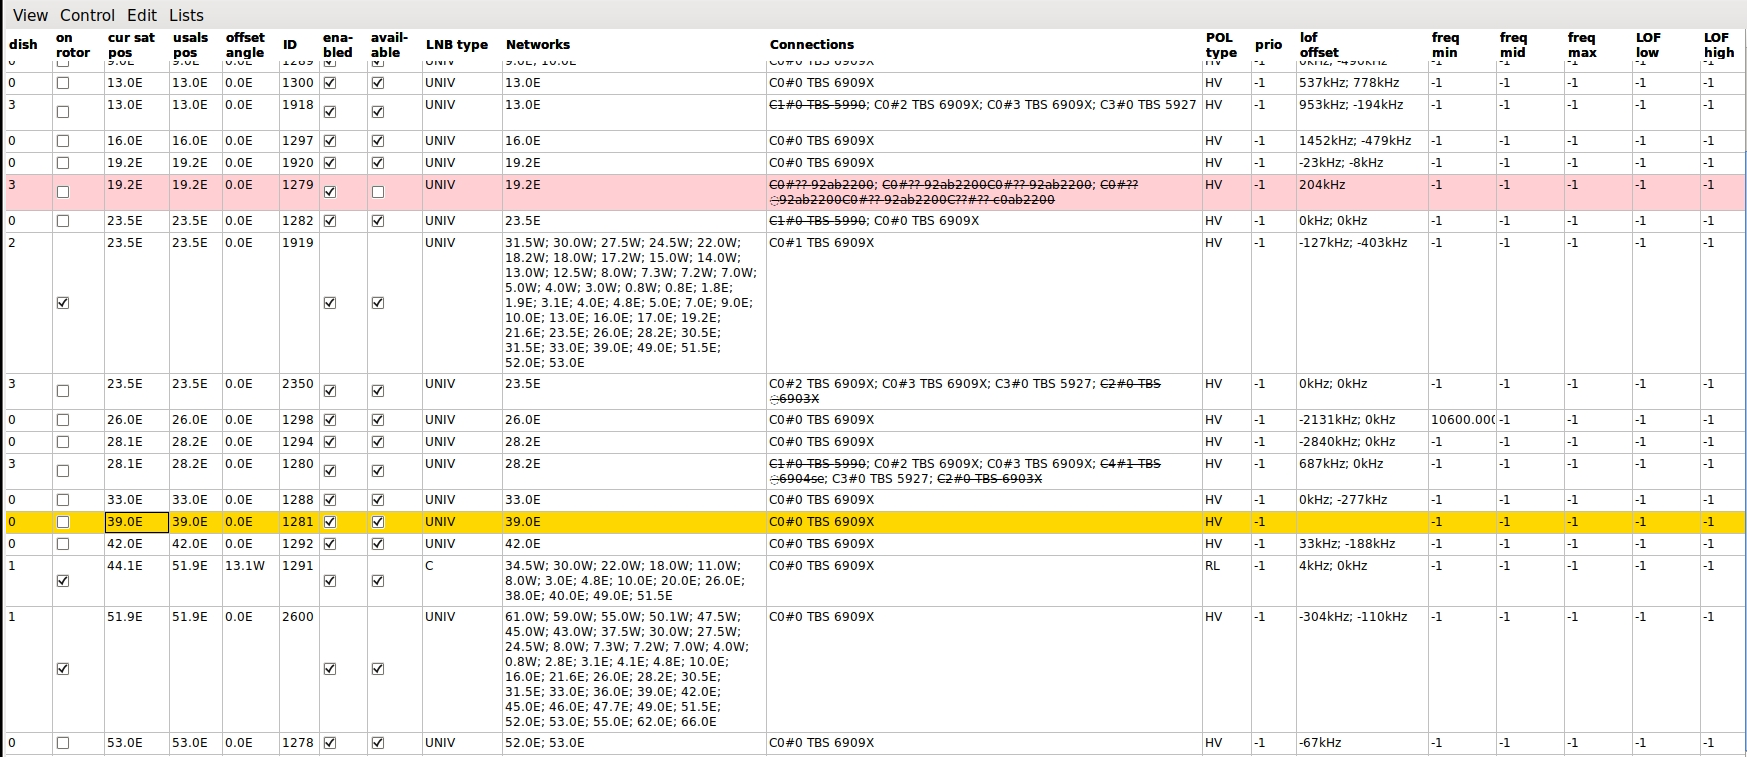 View Control Edit Lists
dish on rotor cur sat pos usals pos offset angle ID ena-bled avail-able LNB type Networks Connections POL type prio lof offset freq min freq mid freq max LOF low LOF high
0 9.0E 9.0E 0.0E 1289 UNIV 9.0E; 10.0E C0#0 TBS 6909X HV -1 0kHz; -490kHz -1 -1 -1 -1 -1
0 13.0E 13.0E 0.0E 1300 UNIV 13.0E C0#0 TBS 6909X HV -1 537kHz; 778kHz -1 -1 -1 -1 -1
3 13.0E 13.0E 0.0E 1918 UNIV 13.0E C1#0 TBS 5990; C0#2 TBS 6909X; C0#3 TBS 6909X; C3#0 TBS 5927 HV -1 953kHz; -194kHz -1 -1 -1 -1 -1
0 16.0E 16.0E 0.0E 1297 UNIV 16.0E C0#0 TBS 6909X HV -1 1452kHz; -479kHz -1 -1 -1 -1 -1
0 19.2E 19.2E 0.0E 1920 UNIV 19.2E C0#0 TBS 6909X HV -1 -23kHz; -8kHz -1 -1 -1 -1 -1
3 19.2E 19.2E 0.0E 1279 UNIV 19.2E C0#?? 92ab2200; C0#?? 92ab2200C0#?? 92ab2200; C0#?? HV -1 204kHz -1 -1 -1 -1 -1
92ab2200C0#?? 92ab2200C??#?? c0ab2200
0 23.5E 23.5E 0.0E 1282 UNIV 23.5E C1#0 TBS 5990; C0#0 TBS 6909X HV -1 0kHz; 0kHz -1 -1 -1 -1 -1
2 23.5E 23.5E 0.0E 1919 UNIV 31.5W; 30.0W; 27.5W; 24.5W; 22.0W; C0#1 TBS 6909X HV -1 -127kHz; -403kHz -1 -1 -1 -1 -1
18.2W; 18.0W; 17.2W; 15.0W; 14.0W;
13.0W; 12.5W; 8.0W; 7.3W; 7.2W; 7.0W;
5.0W; 4.0W; 3.0W; 0.8W; 0.8E; 1.8E;
1.9E; 3.1E; 4.0E; 4.8E; 5.0E; 7.0E; 9.0E;
10.0E; 13.0E; 16.0E; 17.0E; 19.2E;
21.6E; 23.5E; 26.0E; 28.2E; 30.5E;
31.5E; 33.0E; 39.0E; 49.0E; 51.5E;
52.0E; 53.0E
3 23.5E 23.5E 0.0E 2350 UNIV 23.5E C0#2 TBS 6909X; C0#3 TBS 6909X; C3#0 TBS 5927; C2#0 TBS HV -1 0kHz; 0kHz -1 -1 -1 -1 -1
6903X
0 26.0E 26.0E 0.0E 1298 UNIV 26.0E C0#0 TBS 6909X HV -1 -2131kHz; 0kHz 10600.000 -1 -1 -1 -1
0 28.1E 28.2E 0.0E 1294 UNIV 28.2E C0#0 TBS 6909X HV -1 -2840kHz; 0kHz -1 -1 -1 -1 -1
3 28.1E 28.2E 0.0E 1280 UNIV 28.2E C1#0 TBS 5990; C0#2 TBS 6909X; C0#3 TBS 6909X; C4#1 TBS HV -1 687kHz; 0kHz -1 -1 -1 -1 -1
6904se; C3#0 TBS 5927; C2#0 TBS 6903X
0 33.0E 33.0E 0.0E 1288 UNIV 33.0E C0#0 TBS 6909X HV -1 0kHz; -277kHz -1 -1 -1 -1 -1
0 39.0E 39.0E 0.0E 1281 UNIV 39.0E C0#0 TBS 6909X HV -1 -1 -1 -1 -1 -1
0 42.0E 42.0E 0.0E 1292 UNIV 42.0E C0#0 TBS 6909X HV -1 33kHz; -188kHz -1 -1 -1 -1 -1
1 44.1E 51.9E 13.1W 1291 C 34.5W; 30.0W; 22.0W; 18.0W; 11.0W; C0#0 TBS 6909X RL -1 4kHz; 0kHz -1 -1 -1 -1 -1
8.0W; 3.0E; 4.8E; 10.0E; 20.0E; 26.0E;
38.0E; 40.0E; 49.0E; 51.5E
1 51.9E 51.9E 0.0E 2600 UNIV 61.0W; 59.0W; 55.0W; 50.1W; 47.5W; C0#0 TBS 6909X HV -1 -304kHz; -110kHz -1 -1 -1 -1 -1
45.0W; 43.0W; 37.5W; 30.0W; 27.5W;
24.5W; 8.0W; 7.3W; 7.2W; 7.0W; 4.0W;
0.8W; 2.8E; 3.1E; 4.1E; 4.8E; 10.0E;
16.0E; 21.6E; 26.0E; 28.2E; 30.5E;
31.5E; 33.0E; 36.0E; 39.0E; 42.0E;
45.0E; 46.0E; 47.7E; 49.0E; 51.5E;
52.0E; 53.0E; 55.0E; 62.0E; 66.0E
0 53.0E 53.0E 0.0E 1278 UNIV 52.0E; 53.0E C0#0 TBS 6909X HV -1 -67kHz -1 -1 -1 -1 -1